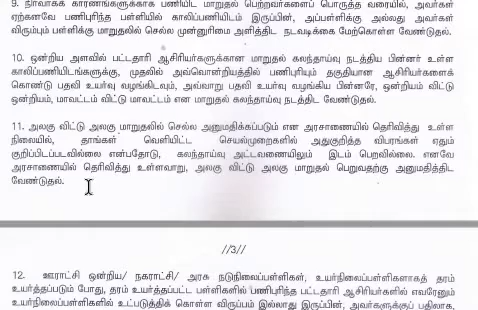 9. நிர்வாகக் காரணங்களுக்காக பணியிட மாறுதல் பெற்றவர்களைப் பொறுத்த வரையில், அவர்கள்
ஏற்கனவே பணிபுரிந்த பள்ளியில் காலிப்பணியிடம் இருப்பின், அப்பள்ளிக்கு அல்லது அவர்கள்
விரும்பும் பள்ளிக்கு மாறுதலில் செல்ல முன்னுரிமை அளித்திட நடவடிக்கை மேற்கொள்ள வேண்டுதல்.
10. ஒன்றிய அளவில் பட்டதாரி ஆசிரியர்களுக்கான மாறுதல் கலந்தாய்வு நடத்திய பின்னர் உள்ள
காலிப்பணியிடங்களுக்கு, முதலில் அவ்வொன்றியத்தில் பணிபுரியும் தகுதியான ஆசிரியர்களைக்
கொண்டு பதவி உயர்வு வழங்கிடவும், அவ்வாறு பதவி உயர்வு வழங்கிய பின்னரே, ஒன்றியம் விட்டு
ஒன்றியம், மாவட்டம் விட்டு மாவட்டம் என மாறுதல் கலந்தாய்வு நடத்திட வேண்டுதல்.
11. அலகு விட்டு அலகு மாறுதலில் செல்ல அனுமதிக்கப்படும் என அரசாணையில் தெரிவித்து உள்ள
நிலையில், தாங்கள் வெளியிட்ட செயல்முறைகளில் அதுகுறித்த விபரங்கள் ஏதும்
குறிப்பிடப்படவில்லை என்பதோடு, கலந்தாய்வு அட்டவணையிலும் இடம் பெறவில்லை. எனவே
அரசாணையில் தெரிவித்து உள்ளவாறு, அலகு விட்டு அலகு மாறுதல் பெறுவதற்கு அனுமதித்திட
வேண்டுதல்.
//3//
12. ஊராட்சி ஒன்றிய/ நகராட்சி/ அரசு நடுநிலைப்பள்ளிகள், உயர்நிலைப்பள்ளிகளாகத் தரம்
உயர்த்தப்படும் போது, தரம் உயர்த்தப்பட்ட பள்ளிகளில் பணிபுரிந்த பட்டதாரி ஆசிரியர்களில் எவரேனும்
உயர்நிலைப்பள்ளிகளில் உட்படுத்திக் கொள்ள விருப்பம் இல்லாது இருப்பின், அவர்களுக்குப் பதிலாக,